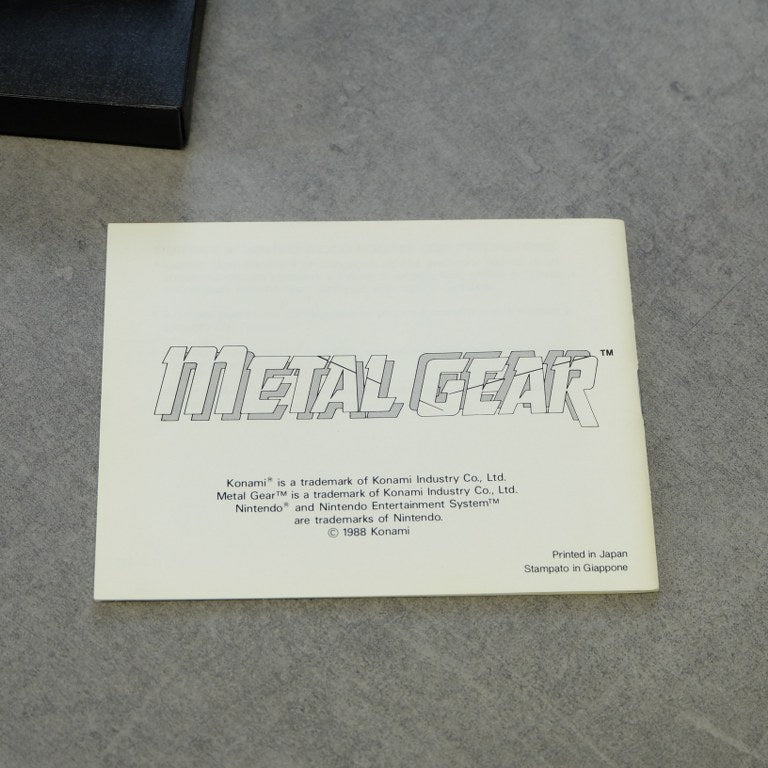 METAL GEAR™
Konami® is a trademark of Konami Industry Co., Ltd.
Metal Gear™ is a trademark of Konami Industry Co., Ltd.
Nintendo® and Nintendo Entertainment System™
are trademarks of Nintendo.
© 1988 Konami
Printed in Japan
Stampato in Giappone